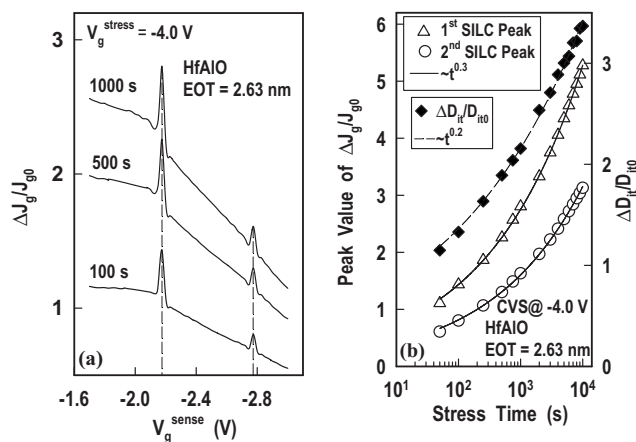 V_g^stress = -4.0 V
HfAlO
EOT = 2.63 nm
1000 s
500 s
100 s
ΔJ_g/J_g0
3
2
1
(a)
-1.6 -2.0 -2.4 -2.8
V_g^sense (V)
1st SILC Peak
2nd SILC Peak
~t^0.3
ΔD_it/D_it0
~t^0.2
Peak Value of ΔJ_g/J_g0
6
5
4
3
2
1
0
ΔD_it/D_it0
3
2
1
0
CVS@ -4.0 V
HfAlO
EOT = 2.63 nm
(b)
10^1 10^2 10^3 10^4
Stress Time (s)